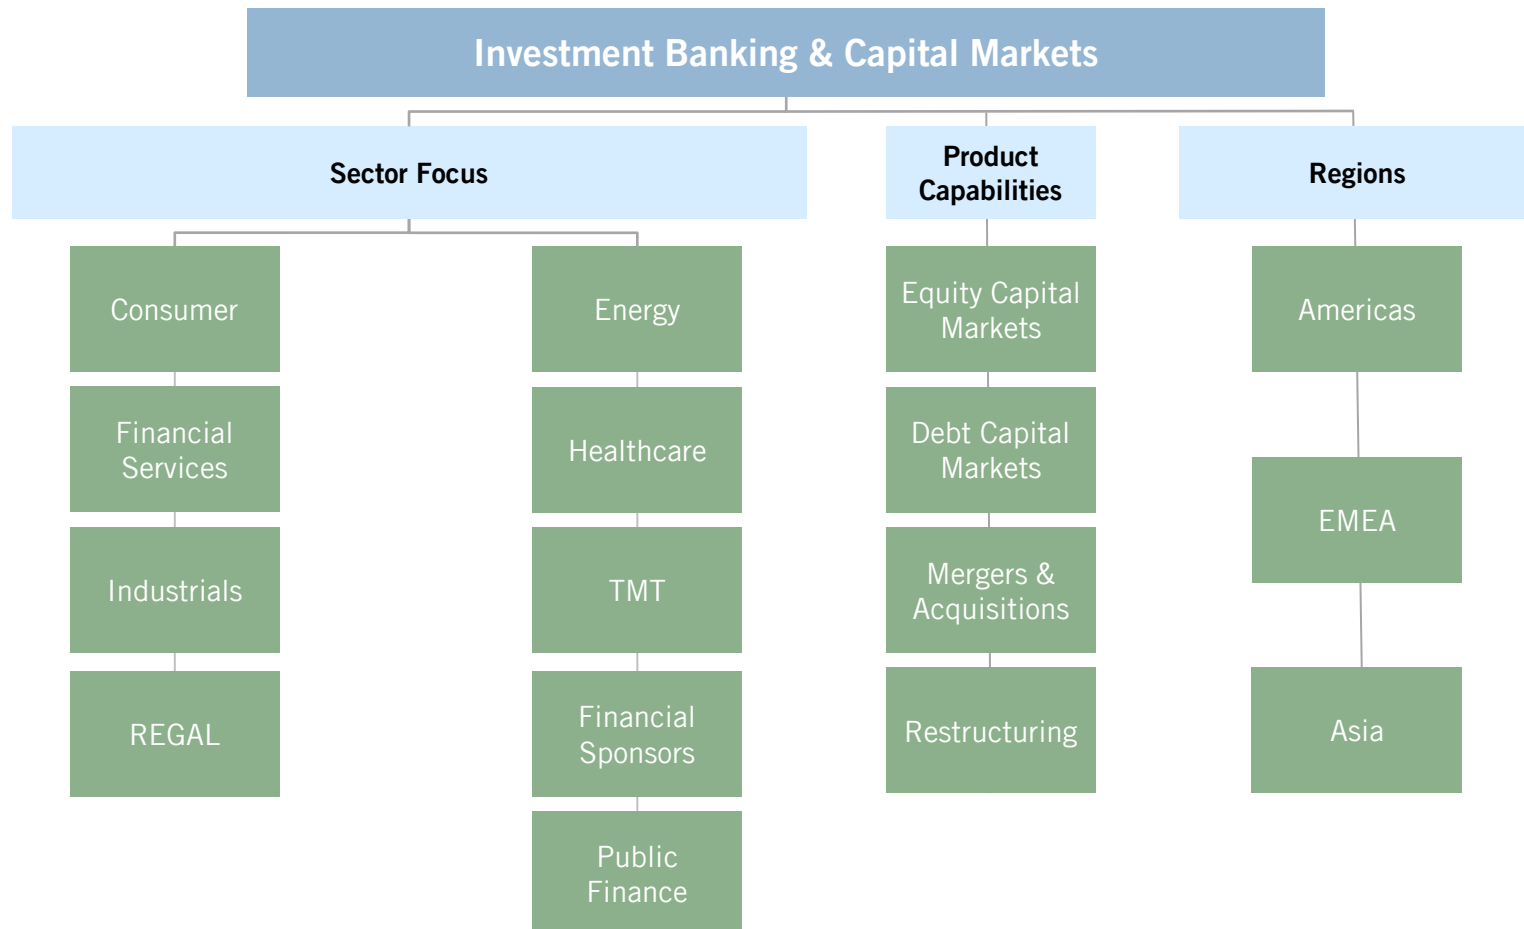 Investment Banking & Capital Markets
Sector Focus
Product
Capabilities
Regions
Consumer
Energy
Equity Capital
Markets
Americas
Financial
Services
Healthcare
Debt Capital
Markets
EMEA
Industrials
TMT
Mergers &
Acquisitions
REGAL
Financial
Sponsors
Restructuring
Asia
Public
Finance